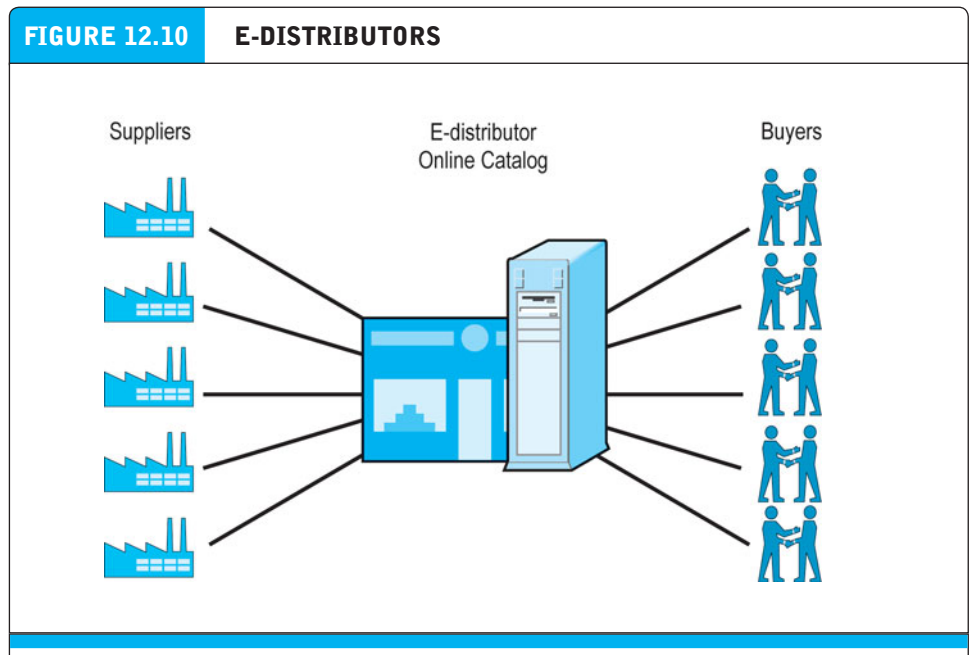 FIGURE 12.10 E-DISTRIBUTORS
Suppliers
E-distributor
Online Catalog
Buyers